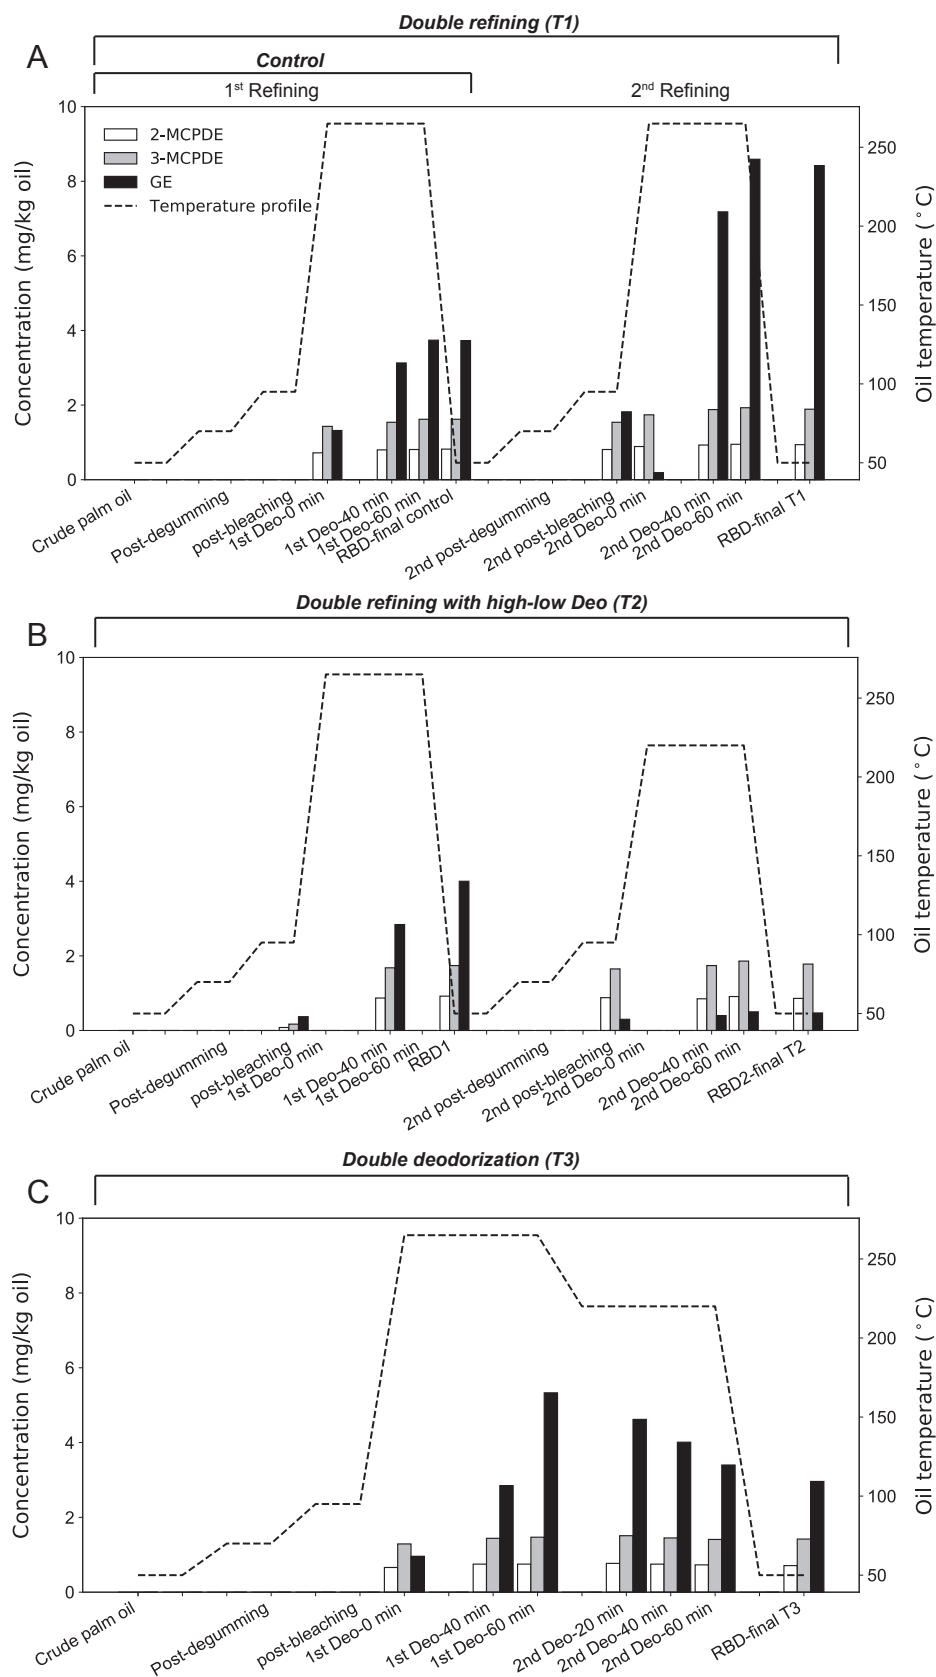 Double refining (T1)
A
Control
1st Refining
2nd Refining
10
8
6
4
2
0
Concentration (mg/kg oil)
2-MCPDE
3-MCPDE
GE
Temperature profile
250
200
150
100
50
Oil temperature (°C)
Crude palm oil
Post-degumming
post-bleaching
1st Deo-0 min
1st Deo-40 min
1st Deo-60 min
RBD-final control
2nd post-degumming
2nd post-bleaching
2nd Deo-0 min
2nd Deo-40 min
2nd Deo-60 min
RBD-final T1
Double refining with high-low Deo (T2)
B
10
8
6
4
2
0
Concentration (mg/kg oil)
250
200
150
100
50
Oil temperature (°C)
Crude palm oil
Post-degumming
post-bleaching
1st Deo-0 min
1st Deo-40 min
1st Deo-60 min
RBD1
2nd post-degumming
2nd post-bleaching
2nd Deo-0 min
2nd Deo-40 min
2nd Deo-60 min
RBD2-final T2
Double deodorization (T3)
C
10
8
6
4
2
0
Concentration (mg/kg oil)
250
200
150
100
50
Oil temperature (°C)
Crude palm oil
Post-degumming
post-bleaching
1st Deo-0 min
1st Deo-40 min
1st Deo-60 min
2nd Deo-20 min
2nd Deo-40 min
2nd Deo-60 min
RBD-final T3